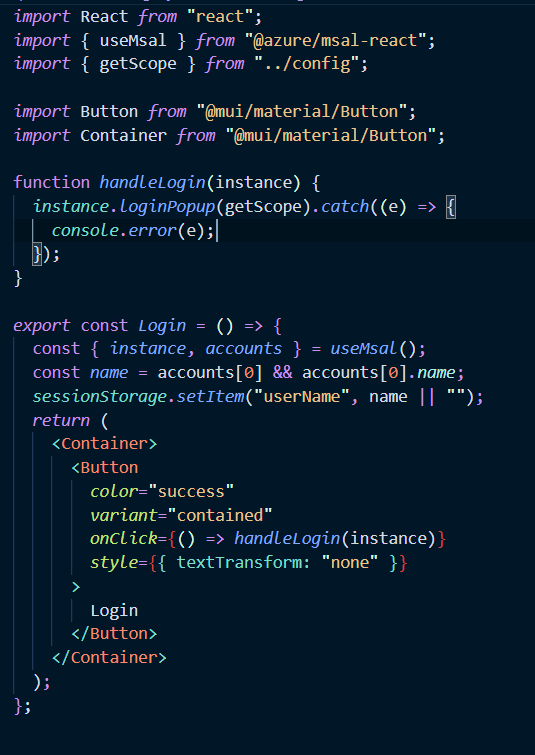 import React from "react";
import { useMsal } from "@azure/msal-react";
import { getScope } from "../config";

import Button from "@mui/material/Button";
import Container from "@mui/material/Button";

function handleLogin(instance) {
  instance.loginPopup(getScope).catch((e) => {
    console.error(e);
  });
}

export const Login = () => {
  const { instance, accounts } = useMsal();
  const name = accounts[0] && accounts[0].name;
  sessionStorage.setItem("userName", name || "");
  return (
    <Container>
      <Button
        color="success"
        variant="contained"
        onClick={() => handleLogin(instance)}
        style={{ textTransform: "none" }}
      >
        Login
      </Button>
    </Container>
  );
};